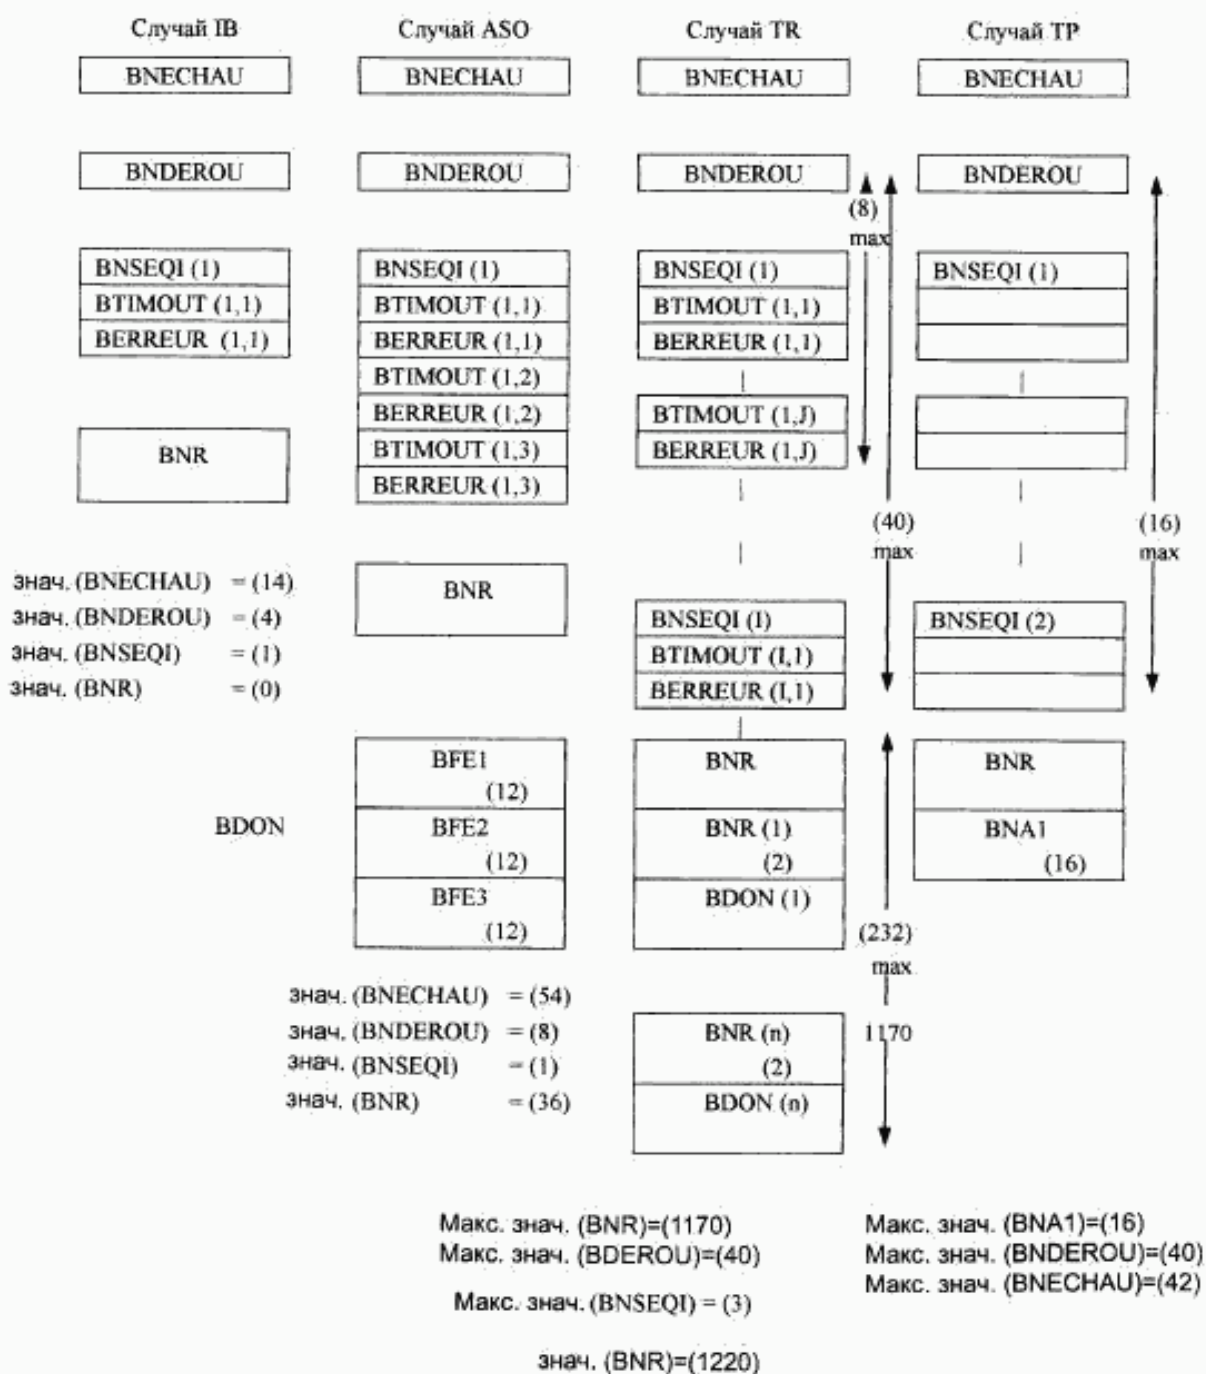 Случай IB
BNECHAU
BNDEROU
BNSEQI (1)
BTIMOUT (1,1)
BERREUR (1,1)
BNR
знач. (BNECHAU) = (14)
знач. (BNDEROU) = (4)
знач. (BNSEQI) = (1)
знач. (BNR) = (0)
BDON
Случай ASO
BNECHAU
BNDEROU
BNSEQI (1)
BTIMOUT (1,1)
BERREUR (1,1)
BTIMOUT (1,2)
BERREUR (1,2)
BTIMOUT (1,3)
BERREUR (1,3)
BNR
BFE1
(12)
BFE2
(12)
BFE3
(12)
знач. (BNECHAU) = (54)
знач. (BNDEROU) = (8)
знач. (BNSEQI) = (1)
знач. (BNR) = (36)
Случай TR
BNECHAU
BNDEROU
(8)
max
BNSEQI (1)
BTIMOUT (1,1)
BERREUR (1,1)
BTIMOUT (1,J)
BERREUR (1,J)
(40)
max
BNSEQI (I)
BTIMOUT (I,1)
BERREUR (I,1)
BNR
BNR (1)
(2)
BDON (1)
(232)
max
1170
BNR (n)
(2)
BDON (n)
Случай TP
BNECHAU
BNDEROU
BNSEQI (1)
(16)
max
BNSEQI (2)
BNR
BNA1
(16)
Макс. знач. (BNR)=(1170)
Макс. знач. (BDEROU)=(40)
Макс. знач. (BNSEQI) = (3)
знач. (BNR)=(1220)
Макс. знач. (BNA1)=(16)
Макс. знач. (BNDEROU)=(40)
Макс. знач. (BNECHAU)=(42)